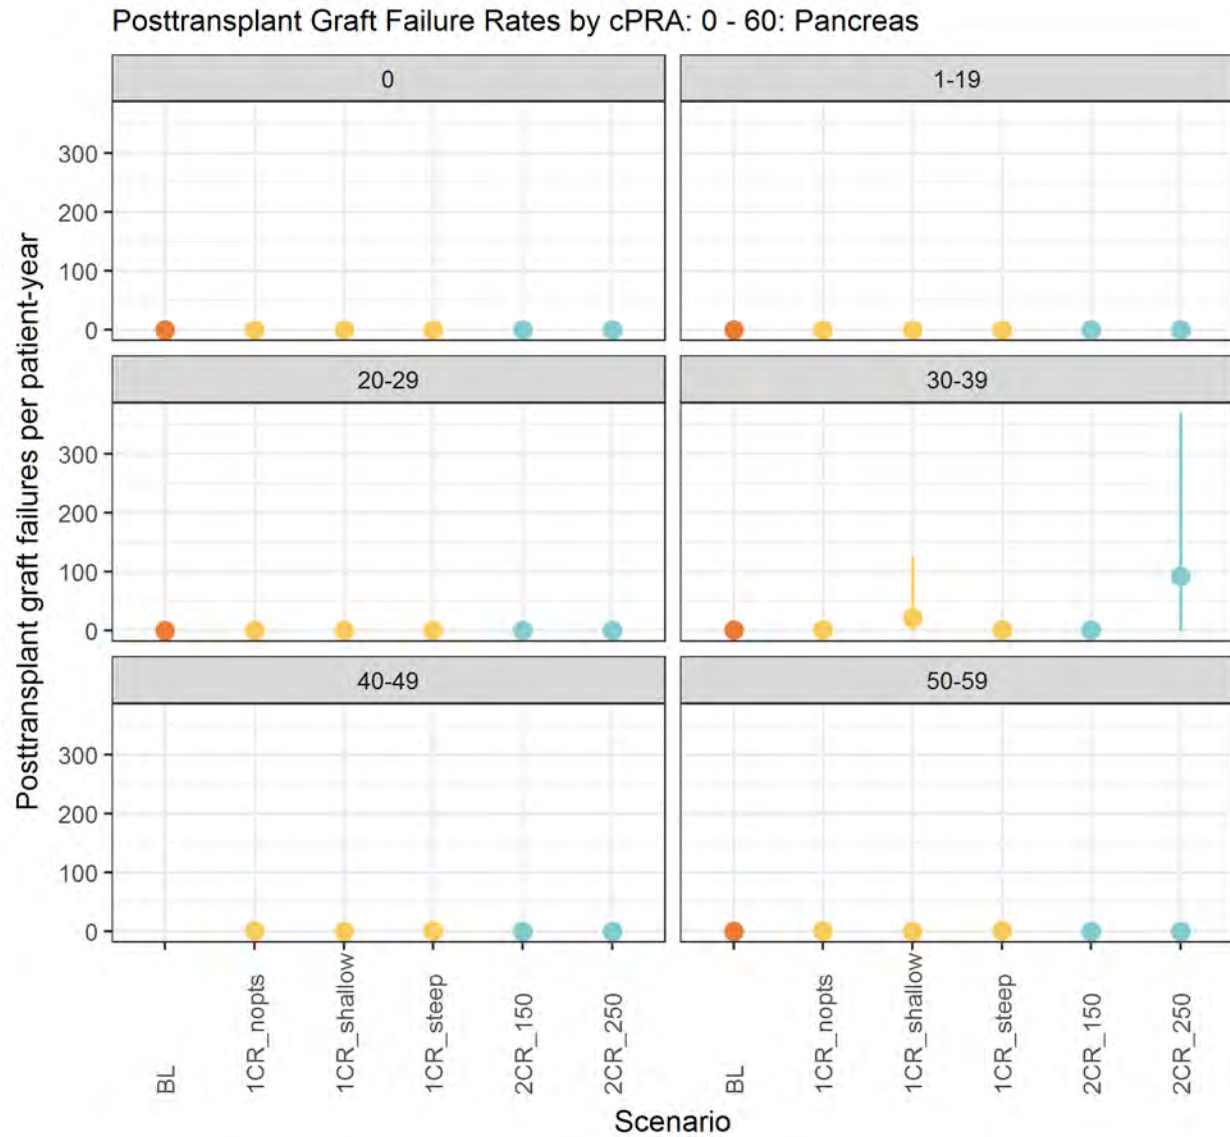 Posttransplant Graft Failure Rates by cPRA: 0 - 60: Pancreas
Posttransplant graft failures per patient-year
0
1-19
300
200
100
0
20-29
30-39
300
200
100
0
40-49
50-59
300
200
100
0
BL
1CR_nopts
1CR_shallow
1CR_steep
2CR_150
2CR_250
BL
1CR_nopts
1CR_shallow
1CR_steep
2CR_150
2CR_250
Scenario